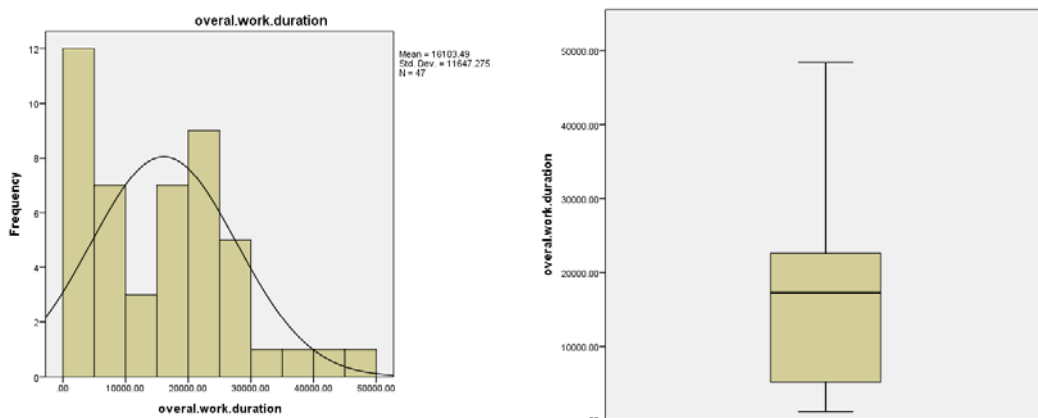 overal.work.duration
Mean = 16103.49
Std. Dev. = 11647.275
N = 47
12
10
8
6
4
2
0
Frequency
.00
10000.00
20000.00
30000.00
40000.00
50000.00
overal.work.duration
50000.00
40000.00
30000.00
20000.00
10000.00
overal.work.duration